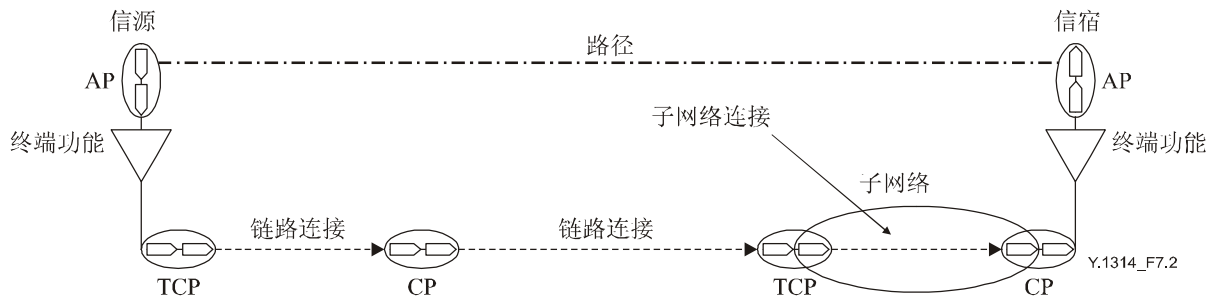 信源
信宿
路径
AP
AP
子网络连接
终端功能
终端功能
子网络
链路连接
链路连接
Y.1314_F7.2
TCP
CP
TCP
CP